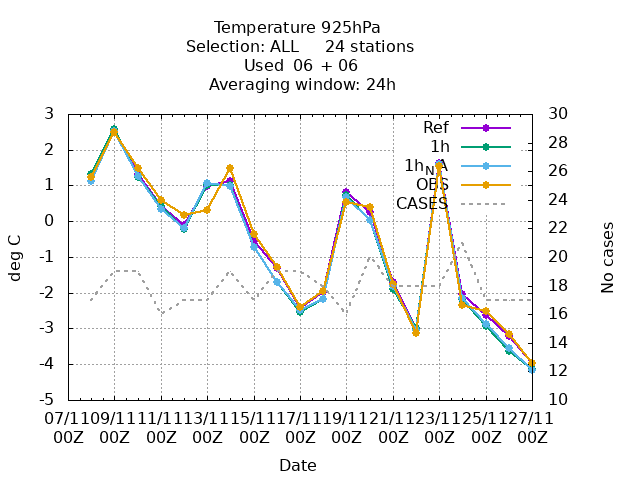 Temperature 925hPa
Selection: ALL 24 stations
Used 06 + 06
Averaging window: 24h
3 30
2 28
1 26
0 24
-1 22
-2 20
-3 18
-4 16
-5 14
12
10
Ref
1h
1hNA
OBS
CASES
deg C
No cases
07/11 09/11 11/11 13/11 15/11 17/11 19/11 21/11 23/11 25/11 27/11
00Z 00Z 00Z 00Z 00Z 00Z 00Z 00Z 00Z 00Z 00Z
Date